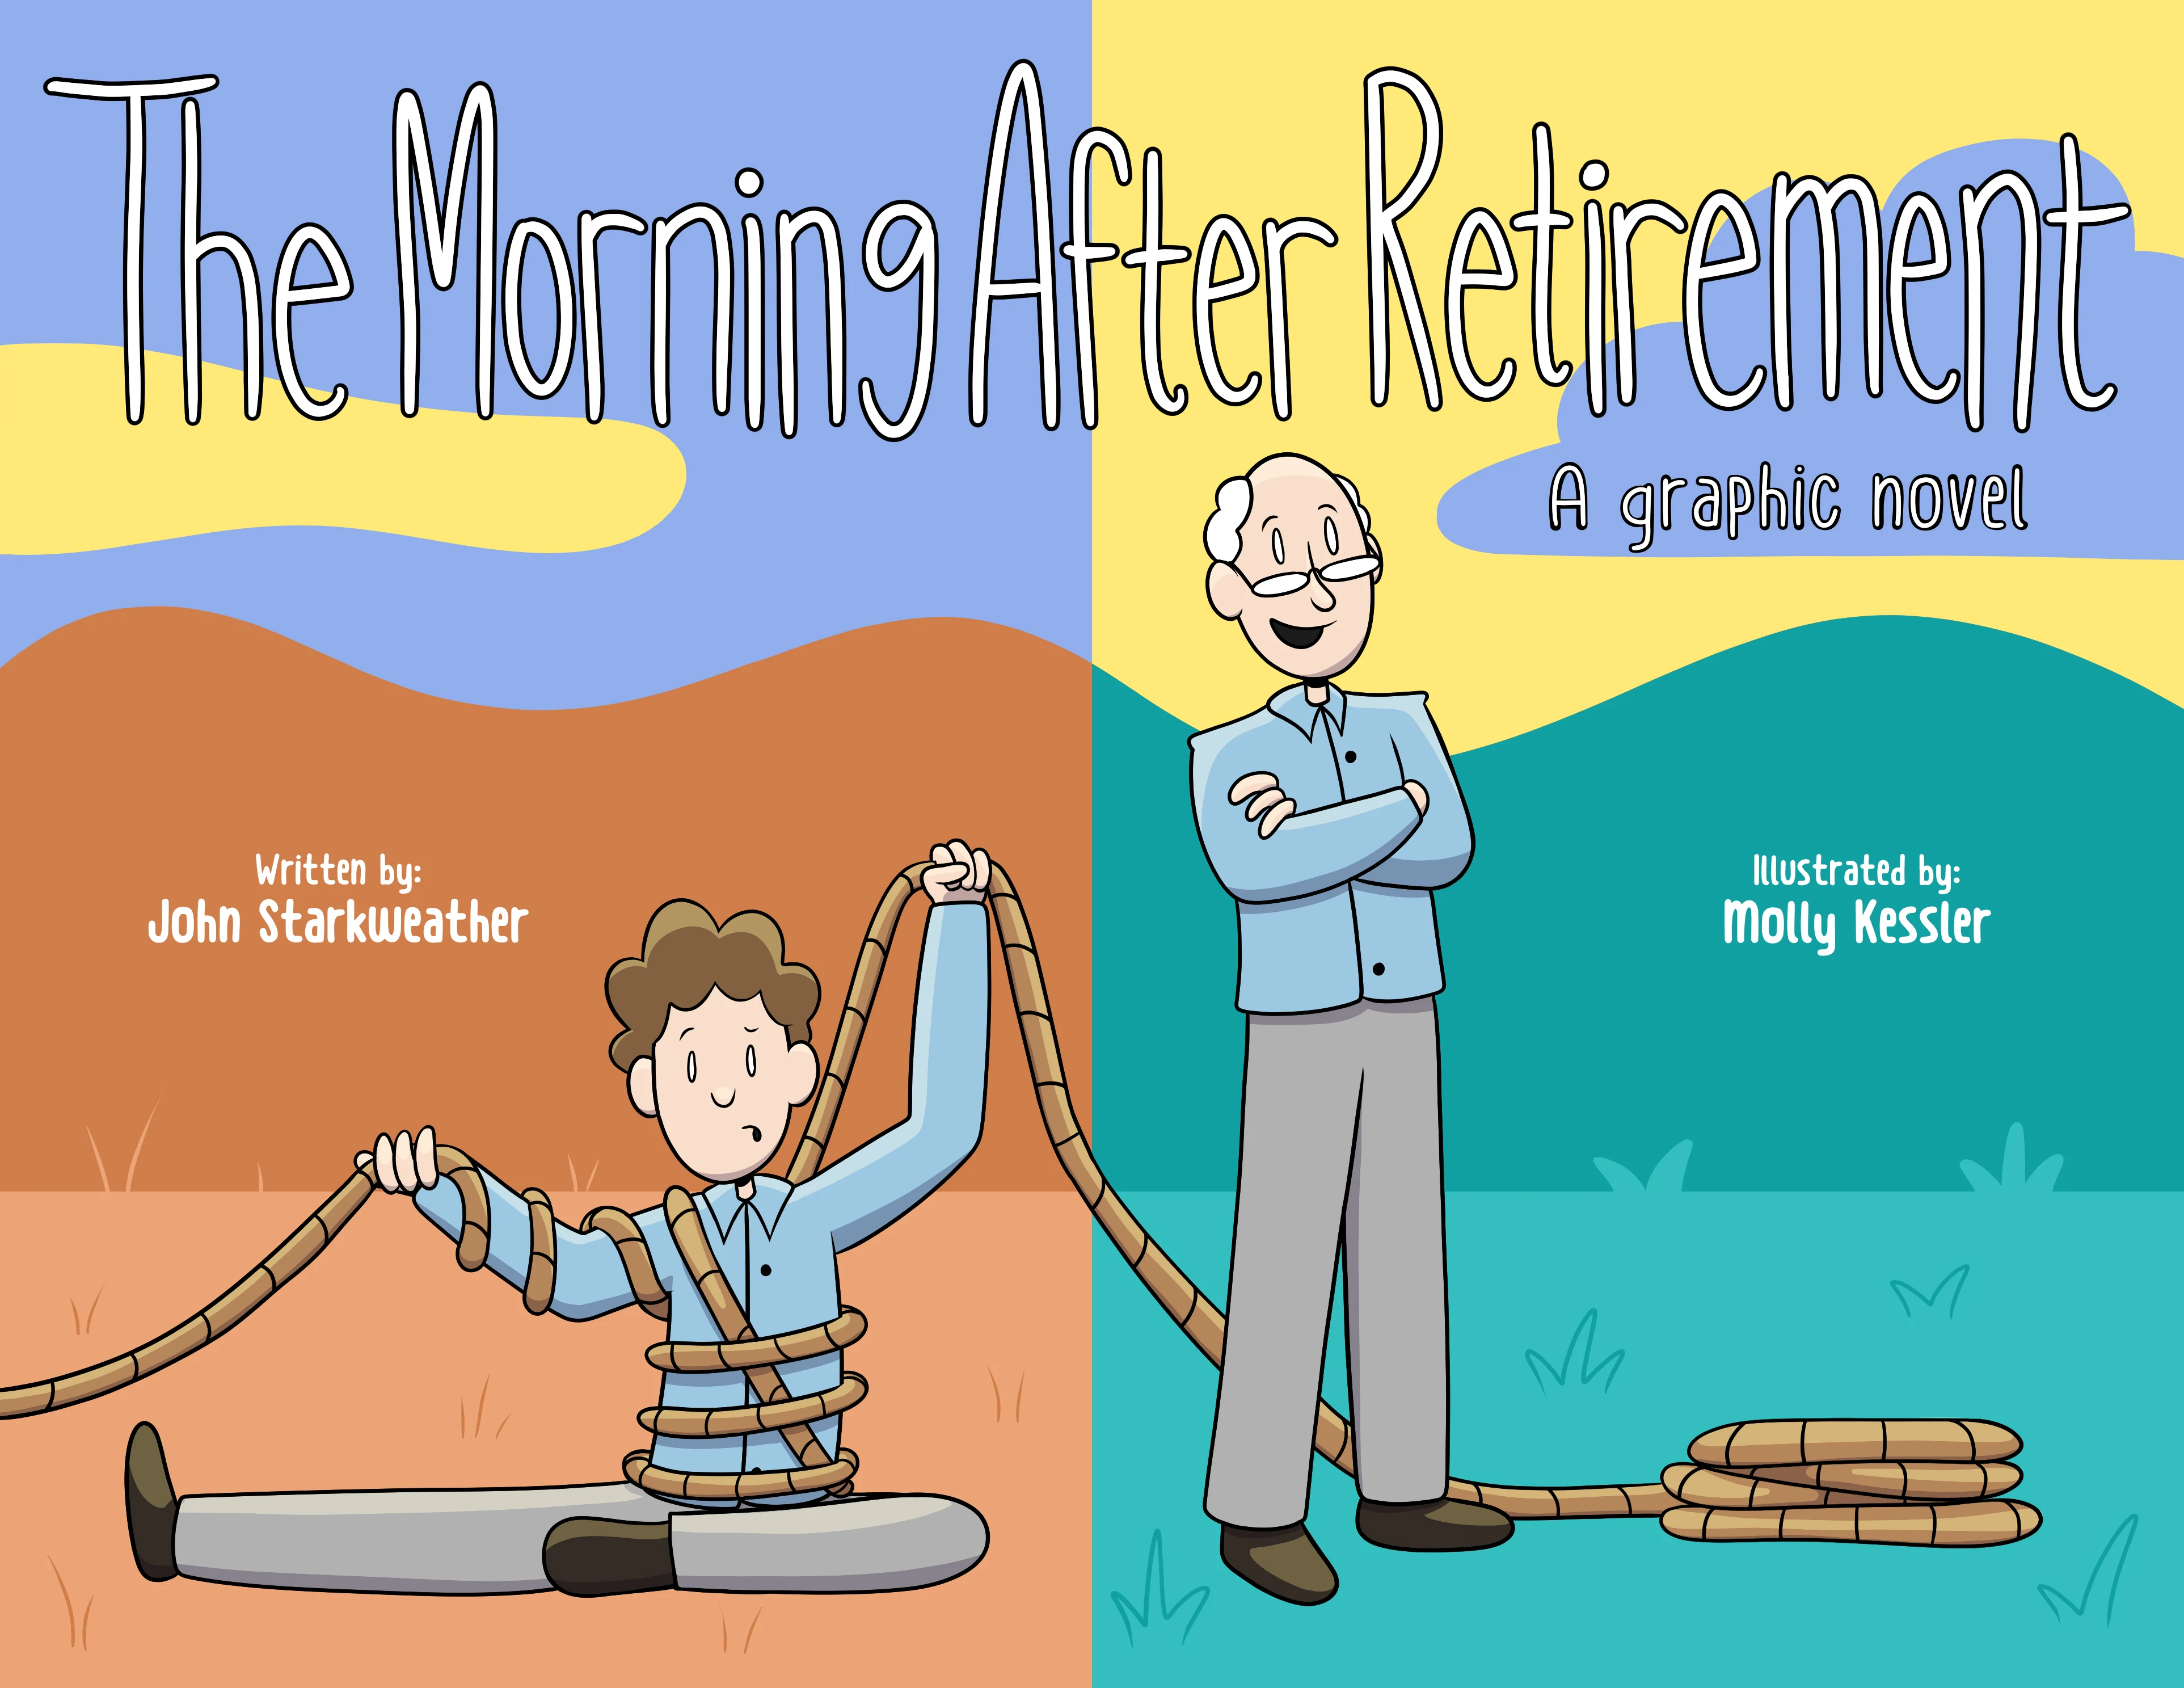 The Morning After Retirement
A graphic novel
Written by:
John Starkweather
Illustrated by:
Molly Kessler